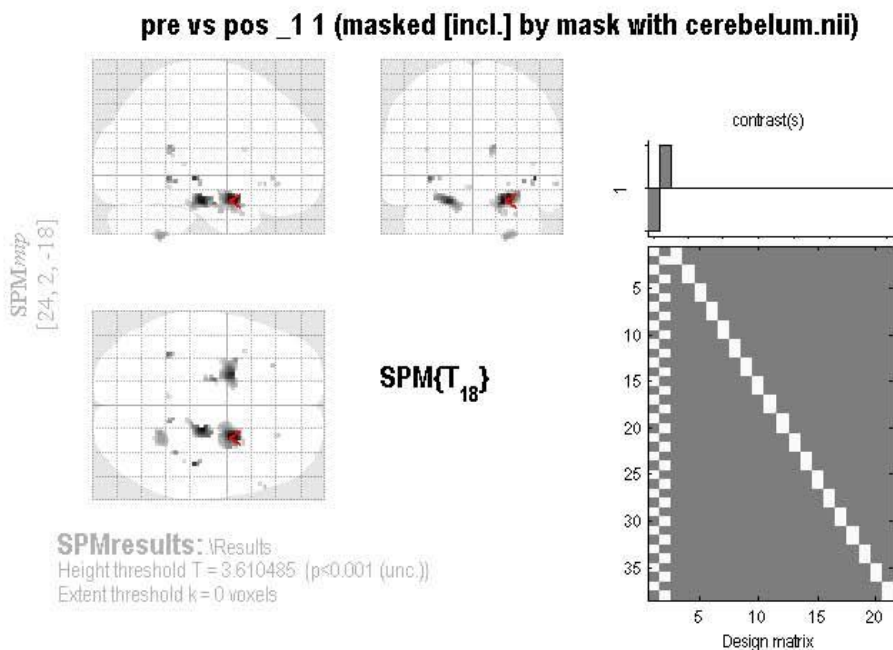 pre vs pos _1 1 (masked [incl.] by mask with cerebelum.nii)
SPMmip
[24, 2, -18]
SPM{T18}
SPMresults: .\Results
Height threshold T = 3.610485 (p<0.001 (unc.))
Extent threshold k = 0 voxels
contrast(s)
1
5
10
15
20
25
30
35
5 10 15 20
Design matrix